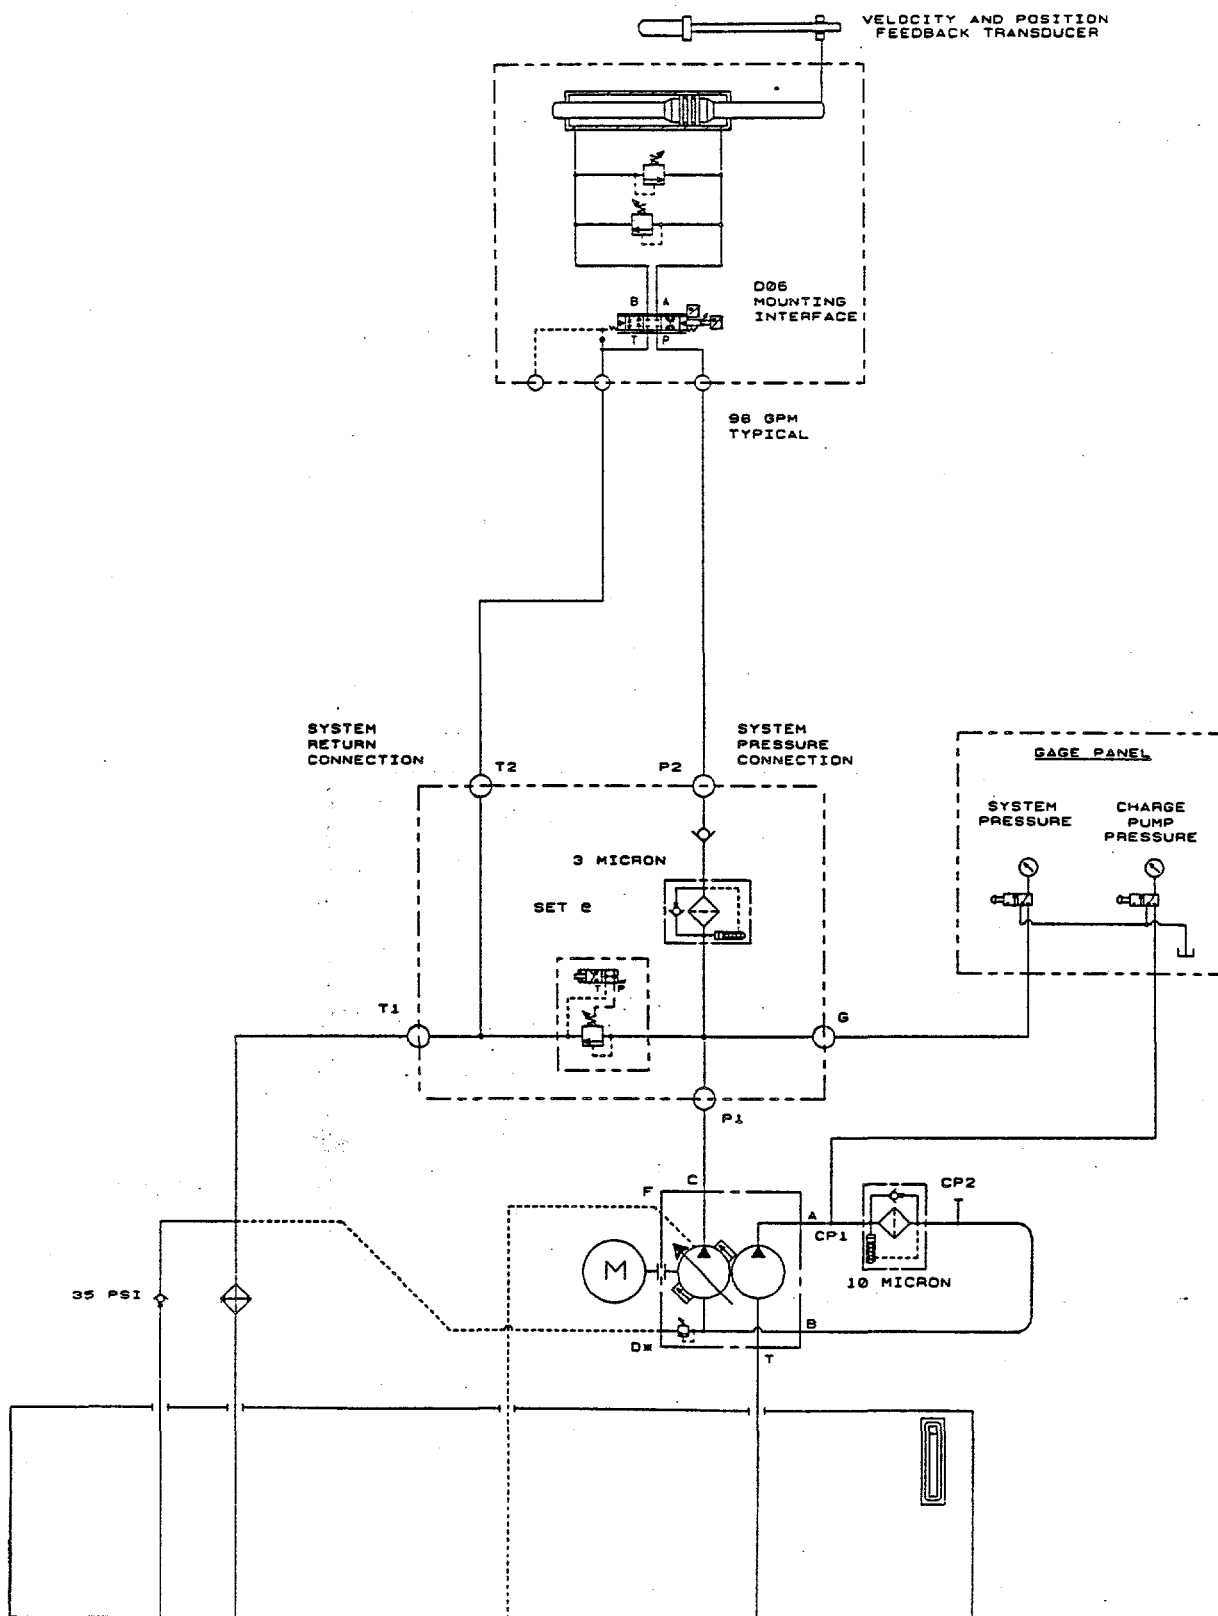 VELOCITY AND POSITION
FEEDBACK TRANSDUCER
D06
MOUNTING
INTERFACE
B A
T P
98 GPM
TYPICAL
SYSTEM
RETURN
CONNECTION
T2
P2
SYSTEM
PRESSURE
CONNECTION
GAGE PANEL
SYSTEM
PRESSURE
CHARGE
PUMP
PRESSURE
3 MICRON
SET @
T P
T1
G
P1
C
F
A
CP1
CP2
M
10 MICRON
35 PSI
B
D*
T